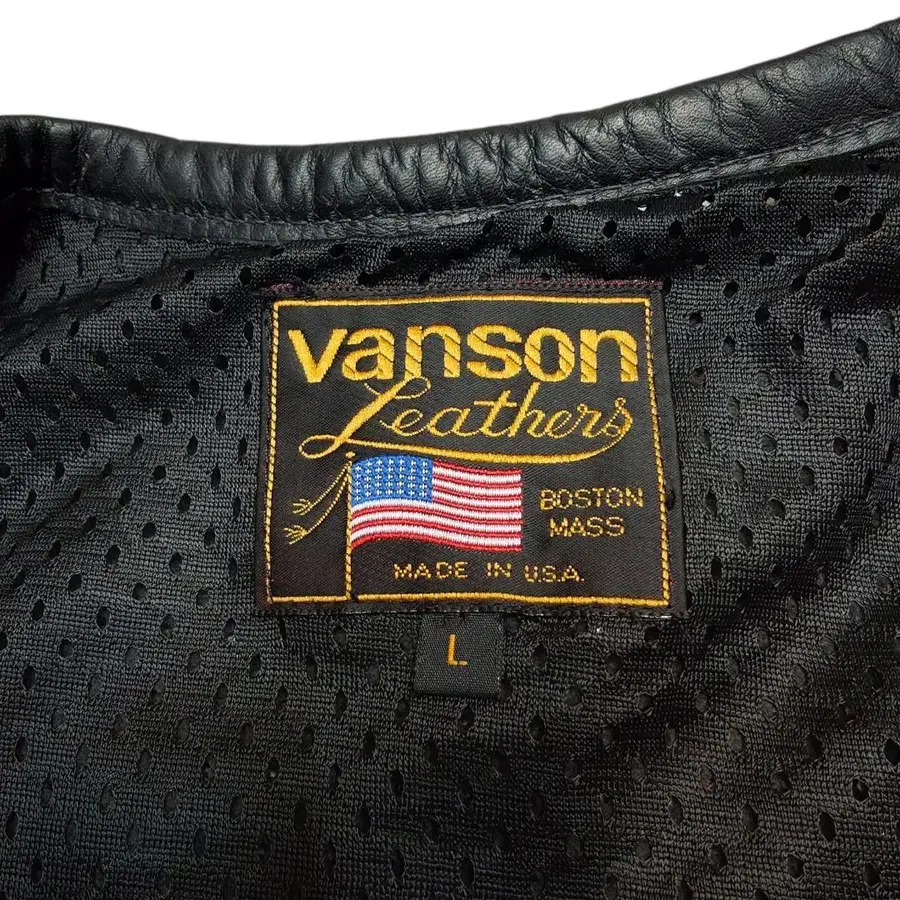 vanson
Leathers
BOSTON
MASS
MADE IN U.S.A.
L